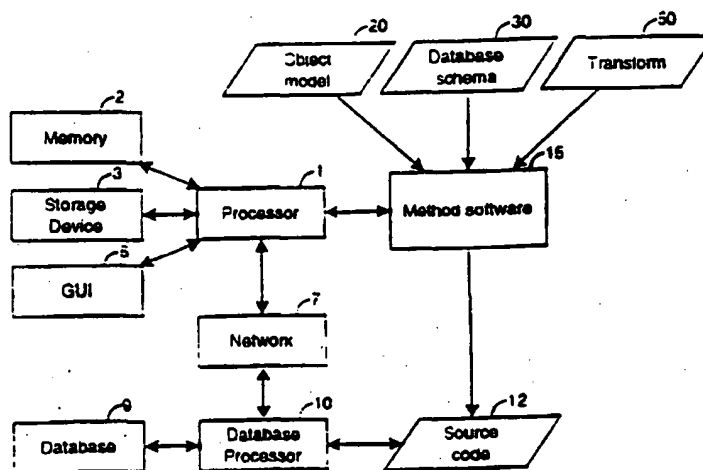 20
30
50
Object
model
Database
schema
Transform
2
Memory
3
Storage
Device
1
Processor
15
Method software
5
GUI
7
Network
9
Database
10
Database
Processor
12
Source
code